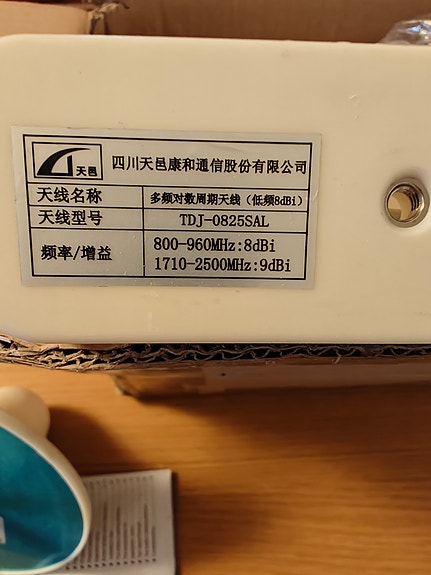 天邑
四川天邑康和通信股份有限公司
天线名称 多频对数周期天线（低频8dBi）
天线型号 TDJ-0825SAL
频率/增益 800-960MHz:8dBi
1710-2500MHz:9dBi